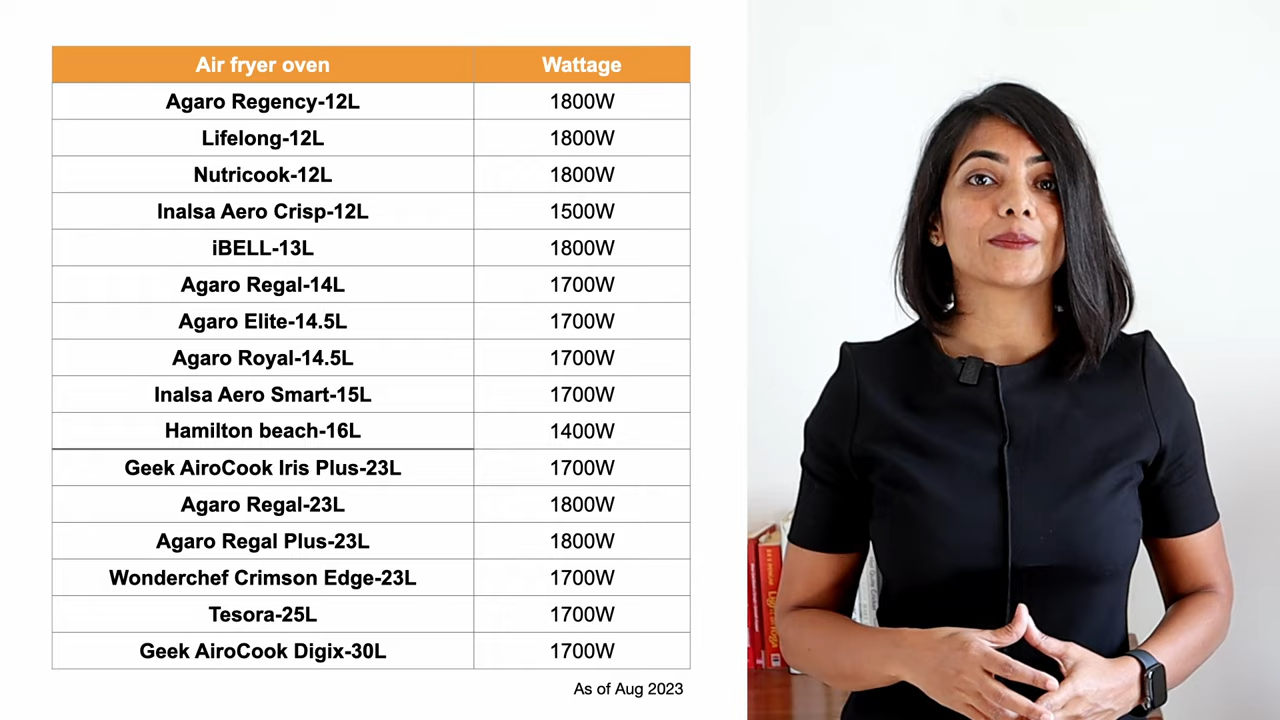 Air fryer oven Wattage
Agaro Regency-12L 1800W
Lifelong-12L 1800W
Nutricook-12L 1800W
Inalsa Aero Crisp-12L 1500W
iBELL-13L 1800W
Agaro Regal-14L 1700W
Agaro Elite-14.5L 1700W
Agaro Royal-14.5L 1700W
Inalsa Aero Smart-15L 1700W
Hamilton beach-16L 1400W
Geek AiroCook Iris Plus-23L 1700W
Agaro Regal-23L 1800W
Agaro Regal Plus-23L 1800W
Wonderchef Crimson Edge-23L 1700W
Tesora-25L 1700W
Geek AiroCook Digix-30L 1700W
As of Aug 2023